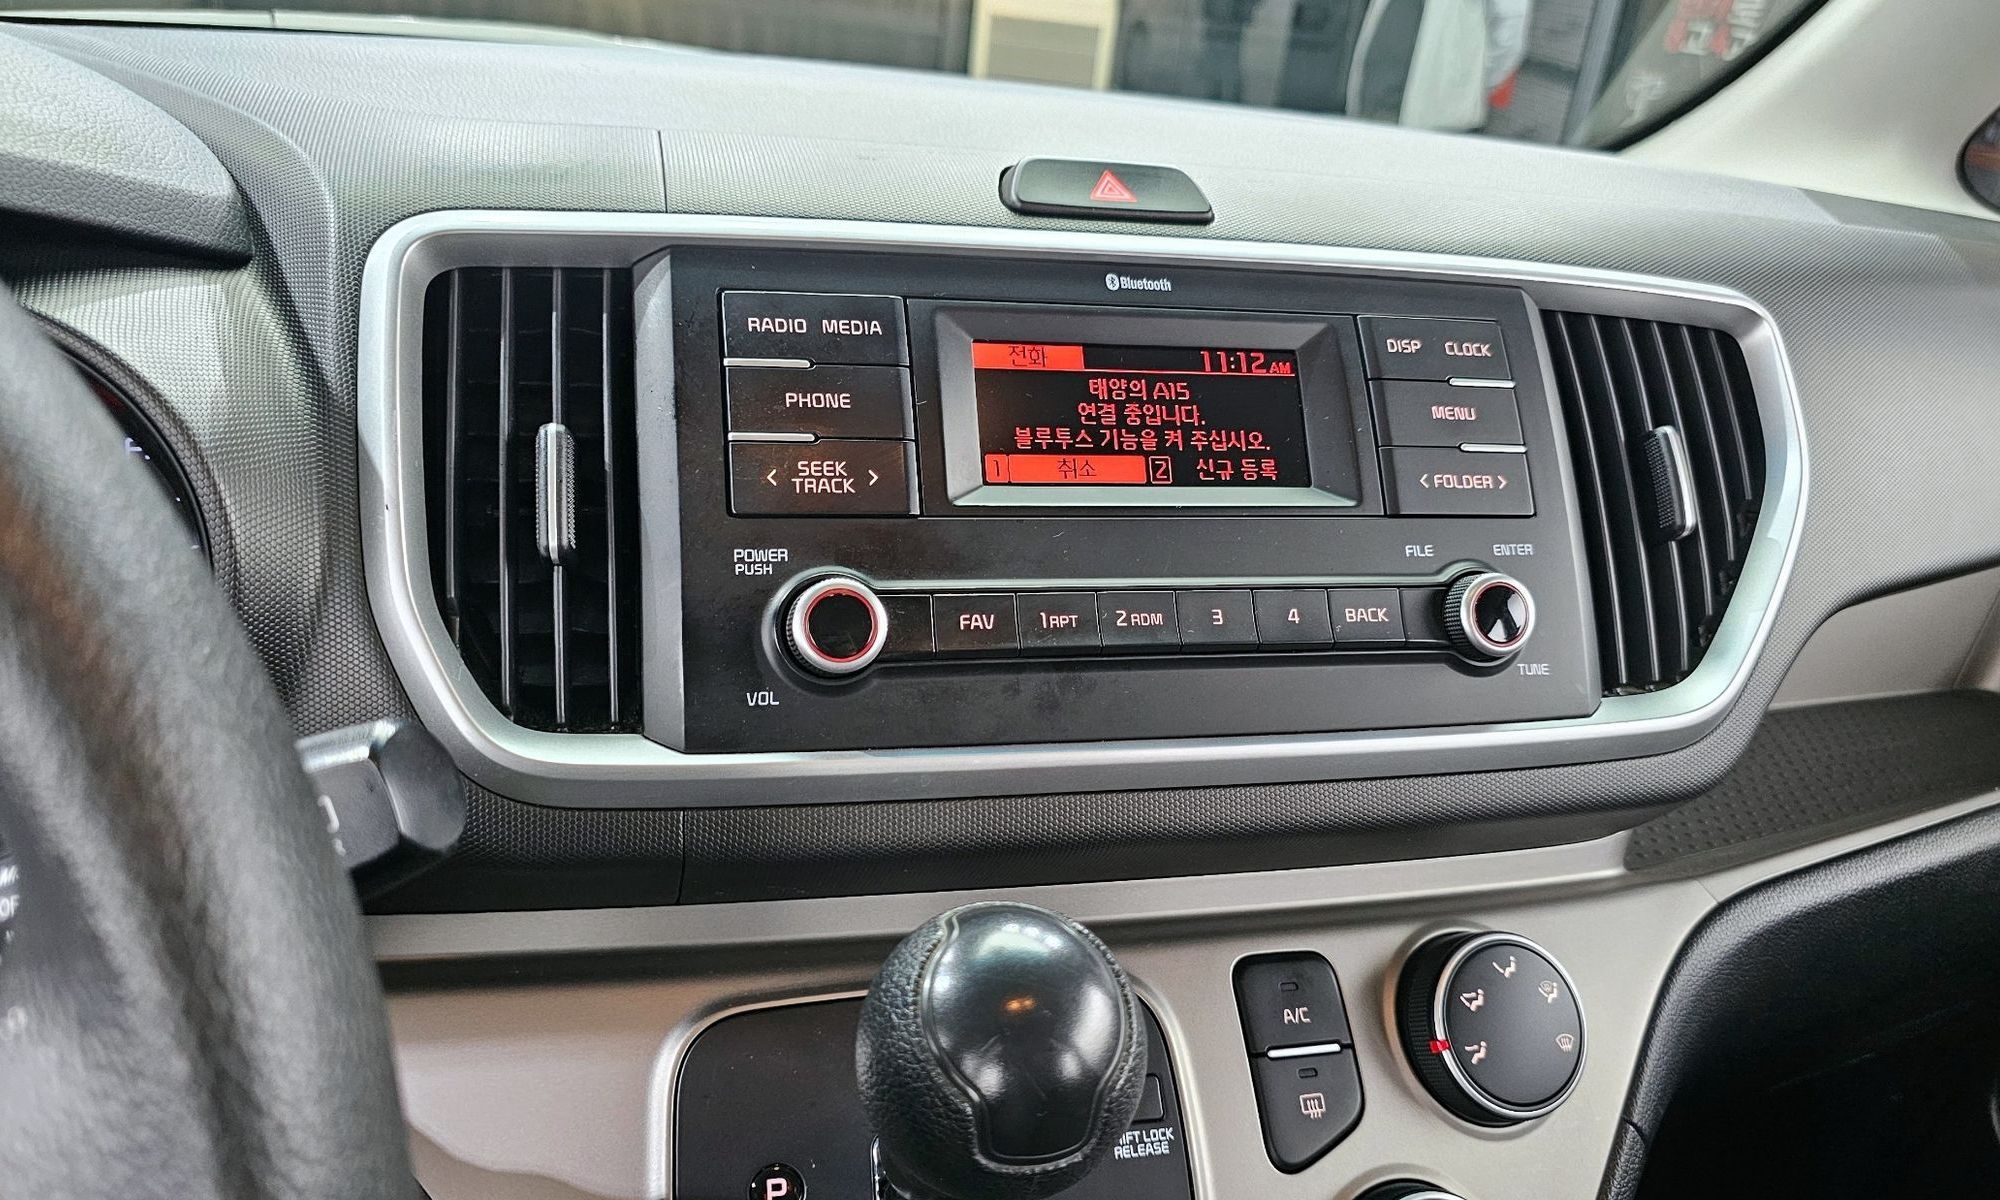 Bluetooth
RADIO MEDIA
PHONE
< SEEK >
TRACK
전화 11:12 AM
태양의 A15
연결 중입니다.
블루투스 기능을 켜 주십시오.
1 취소 2 신규 등록
DISP CLOCK
MENU
< FOLDER >
POWER
PUSH
VOL
FAV 1 RPT 2 RDM 3 4 BACK
FILE
ENTER
TUNE
A/C
LOCK
RELEASE
P